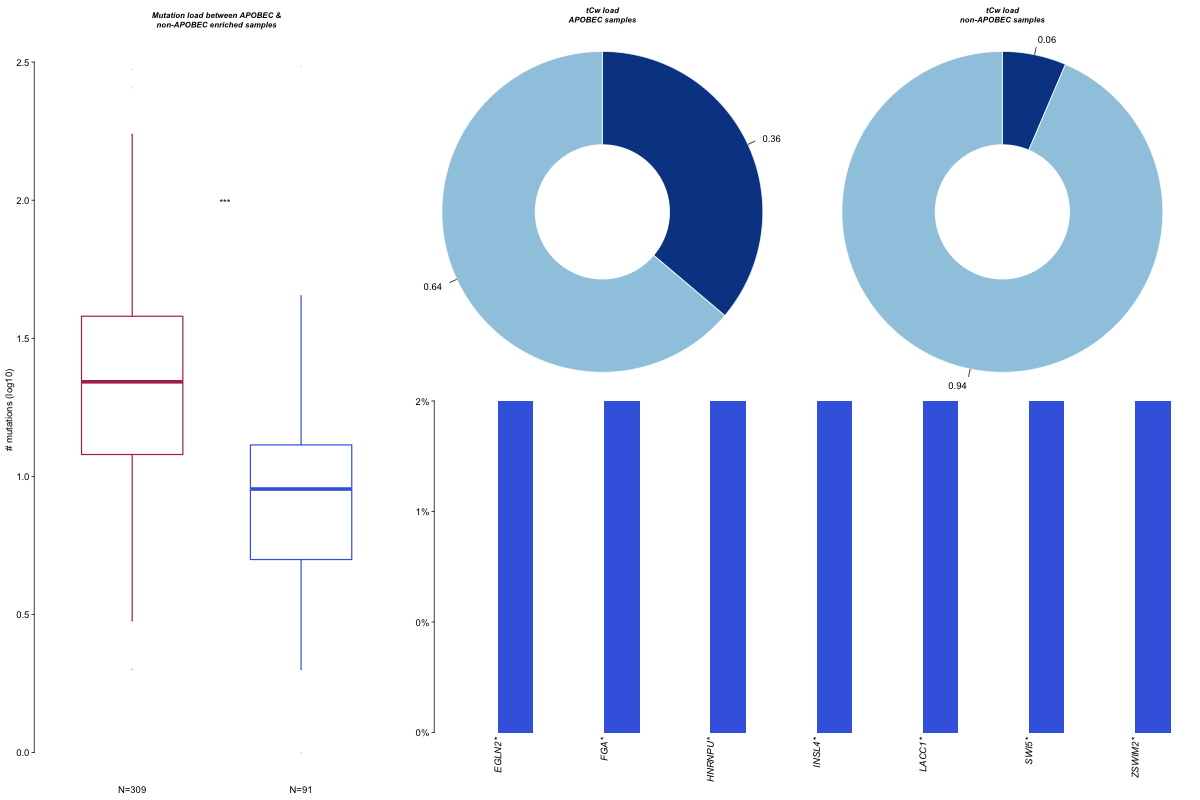 Mutation load between APOBEC &
non-APOBEC enriched samples
2.5
2.0
1.5
1.0
0.5
0.0
# mutations (log10)
***
N=309
N=91
tCw load
APOBEC samples
0.36
0.64
tCw load
non-APOBEC samples
0.06
0.94
2%
1%
0%
0%
EGLN2*
FGA*
HNRNPU*
INSL4*
LACC1*
SWI5*
ZSWIM2*